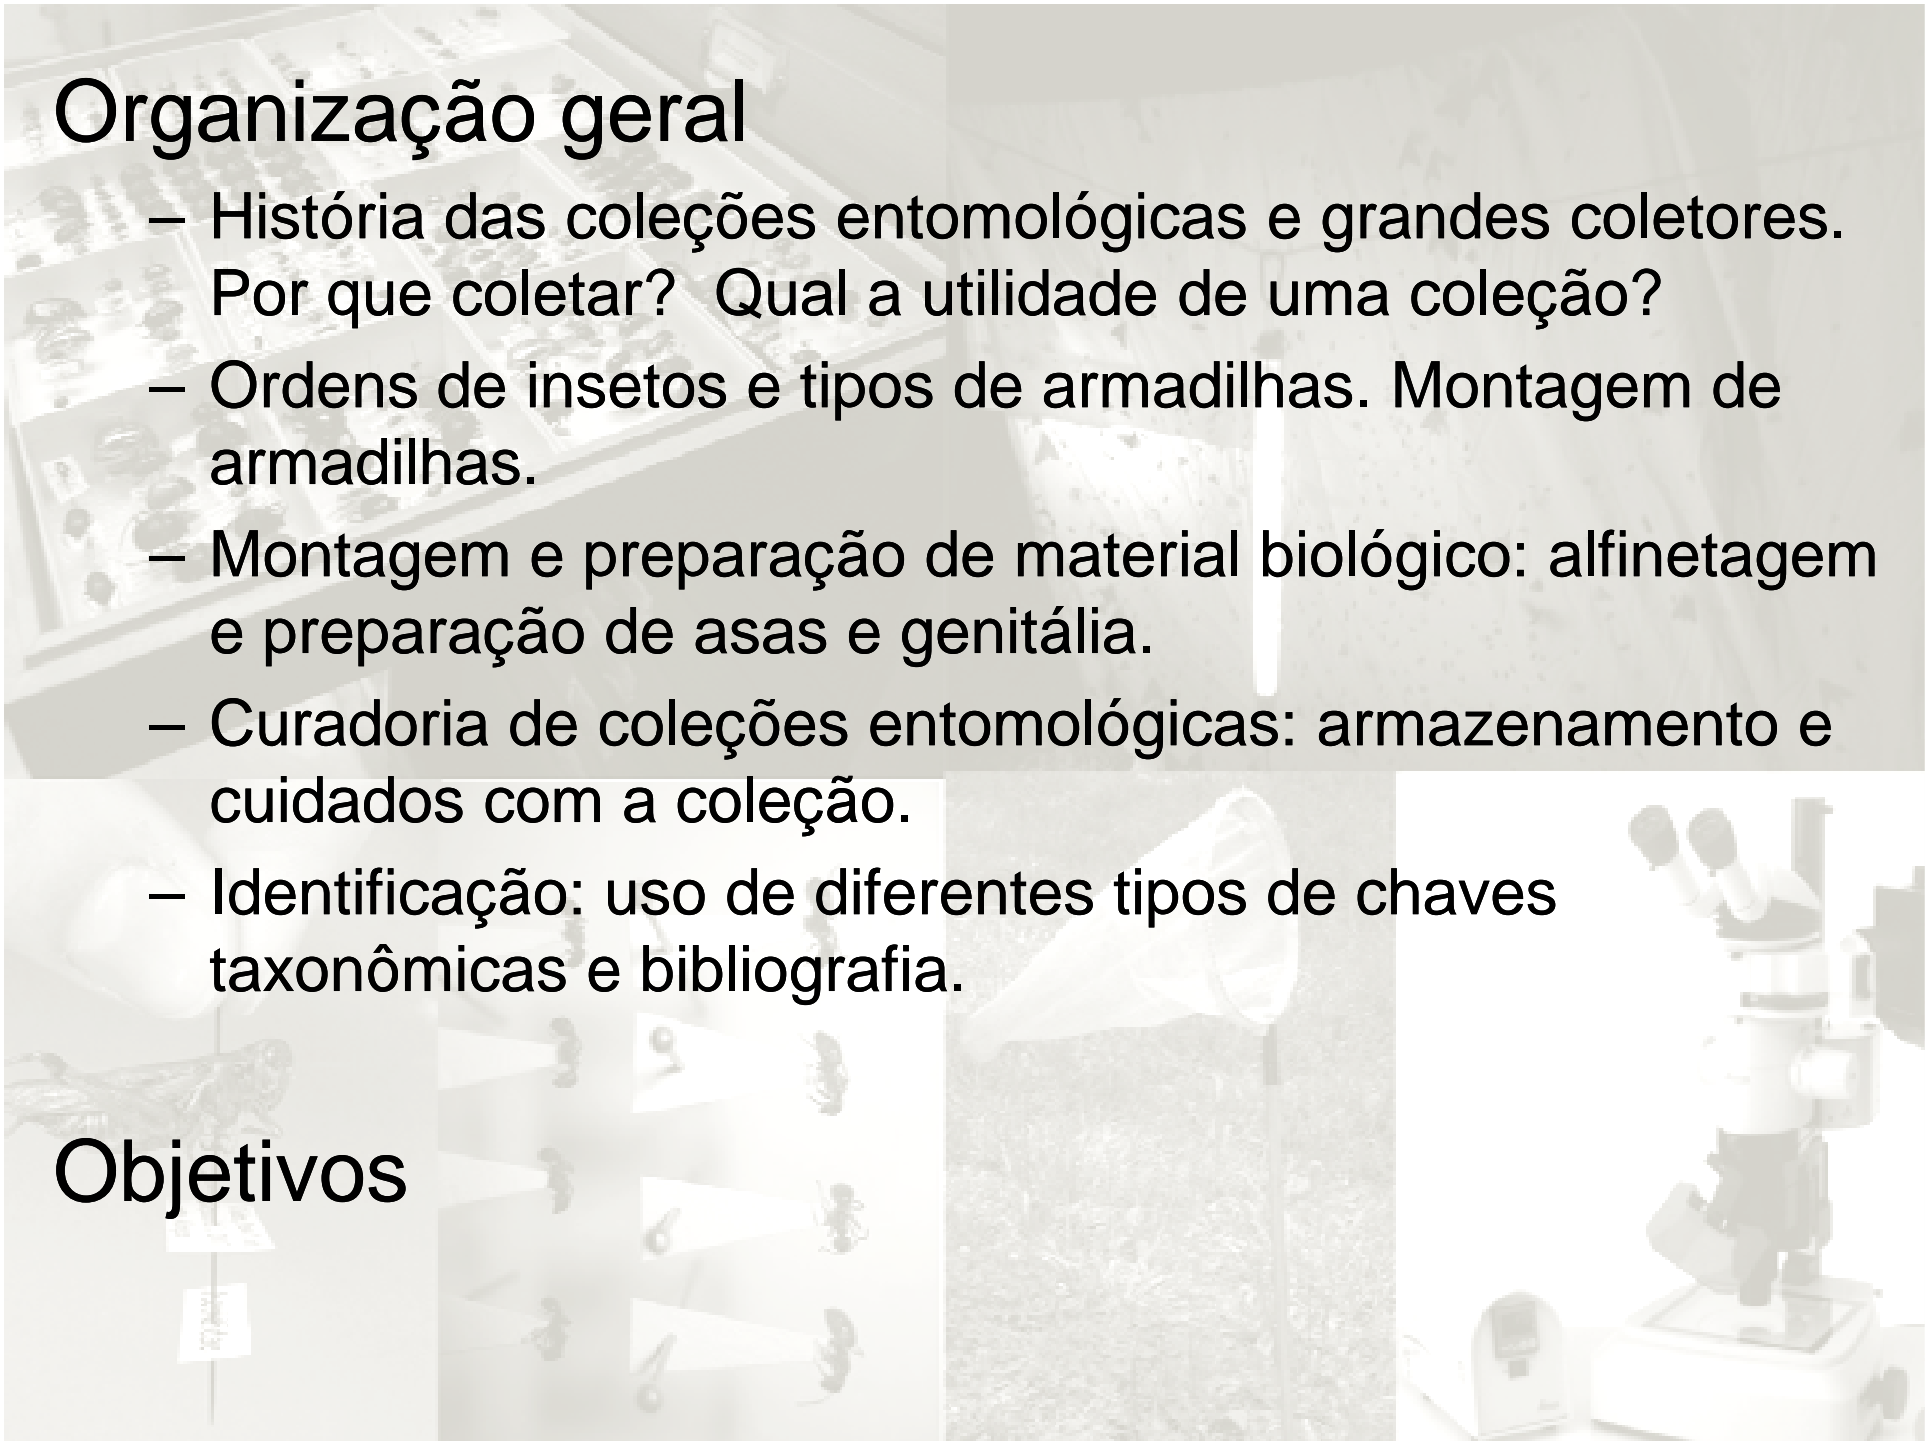 Organização geral
– História das coleções entomológicas e grandes coletores.
Por que coletar?  Qual a utilidade de uma coleção?
– Ordens de insetos e tipos de armadilhas. Montagem de
armadilhas.
– Montagem e preparação de material biológico: alfinetagem
e preparação de asas e genitália.
– Curadoria de coleções entomológicas: armazenamento e
cuidados com a coleção.
– Identificação: uso de diferentes tipos de chaves
taxonômicas e bibliografia.
Objetivos